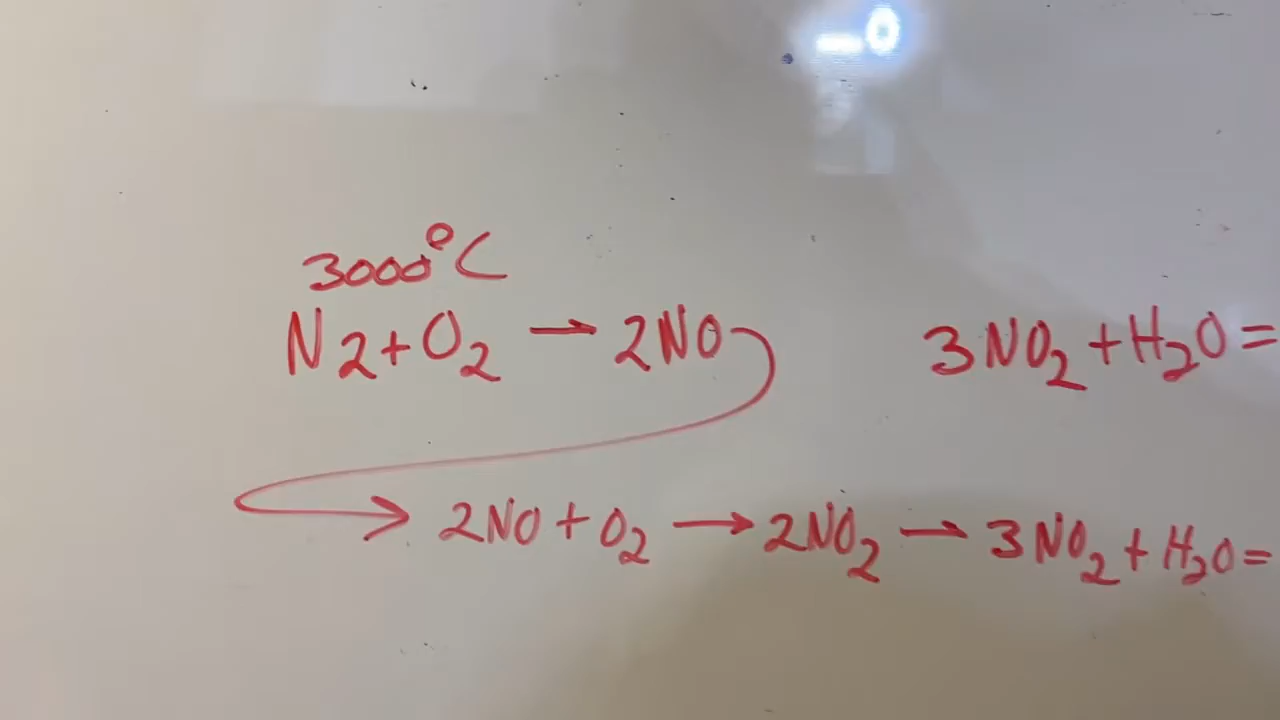 3000°C
N2+O₂ → 2NO 3NO₂+H₂O=
2NO+O₂ → 2NO₂ → 3NO₂+H₂O=